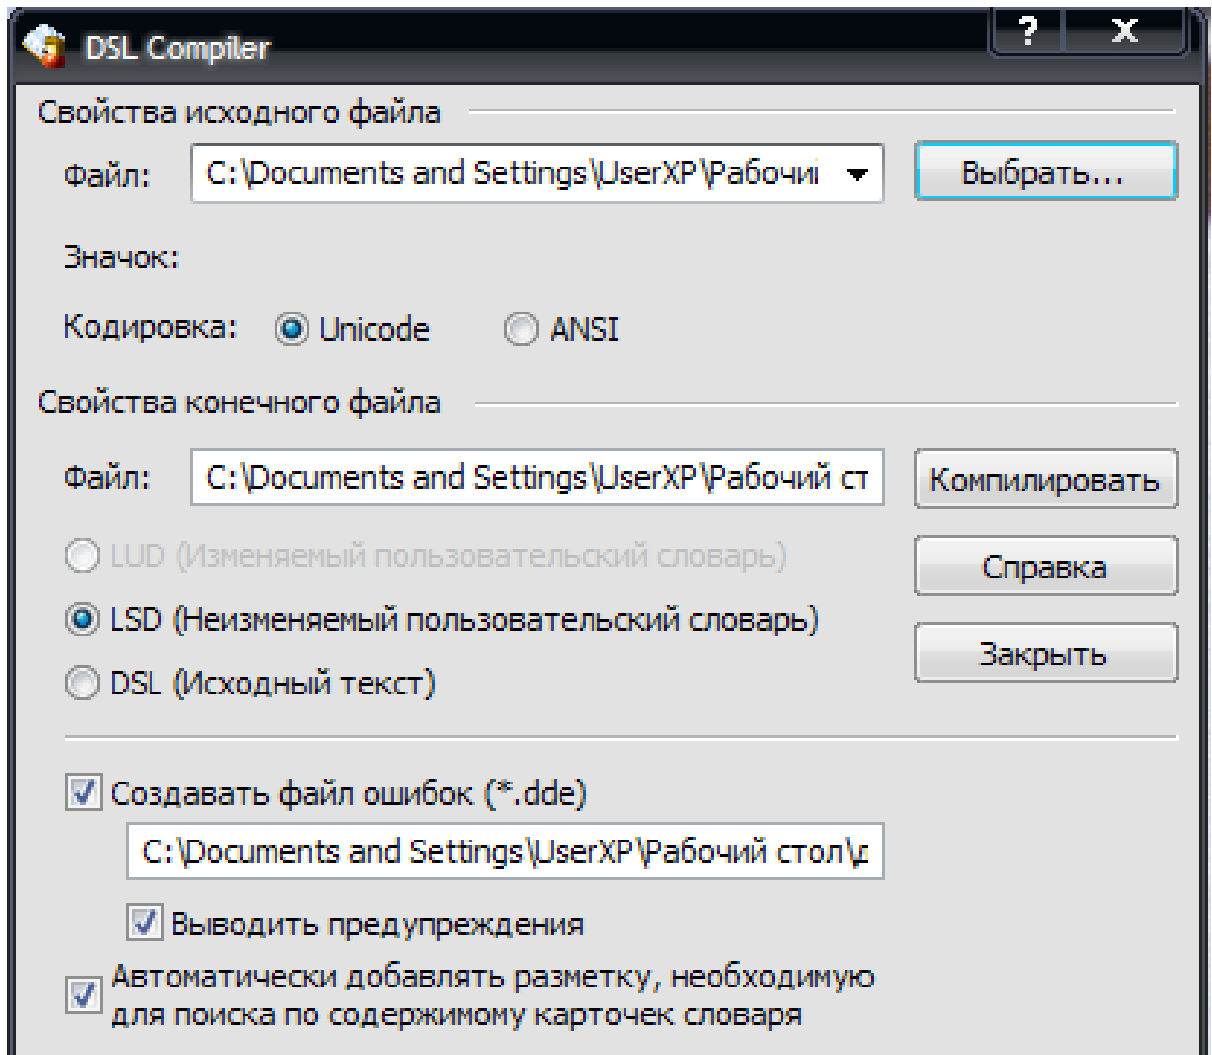 DSL Compiler
? X
Свойства исходного файла
Файл: C:\Documents and Settings\UserXP\Рабочий Выбрать...
Значок:
Кодировка: Unicode ANSI
Свойства конечного файла
Файл: C:\Documents and Settings\UserXP\Рабочий ст Компилировать
LUD (Изменяемый пользовательский словарь)
Справка
LSD (Неизменяемый пользовательский словарь)
Закрыть
DSL (Исходный текст)
Создавать файл ошибок (*.dde)
C:\Documents and Settings\UserXP\Рабочий стол\
Выводить предупреждения
Автоматически добавлять разметку, необходимую
для поиска по содержимому карточек словаря